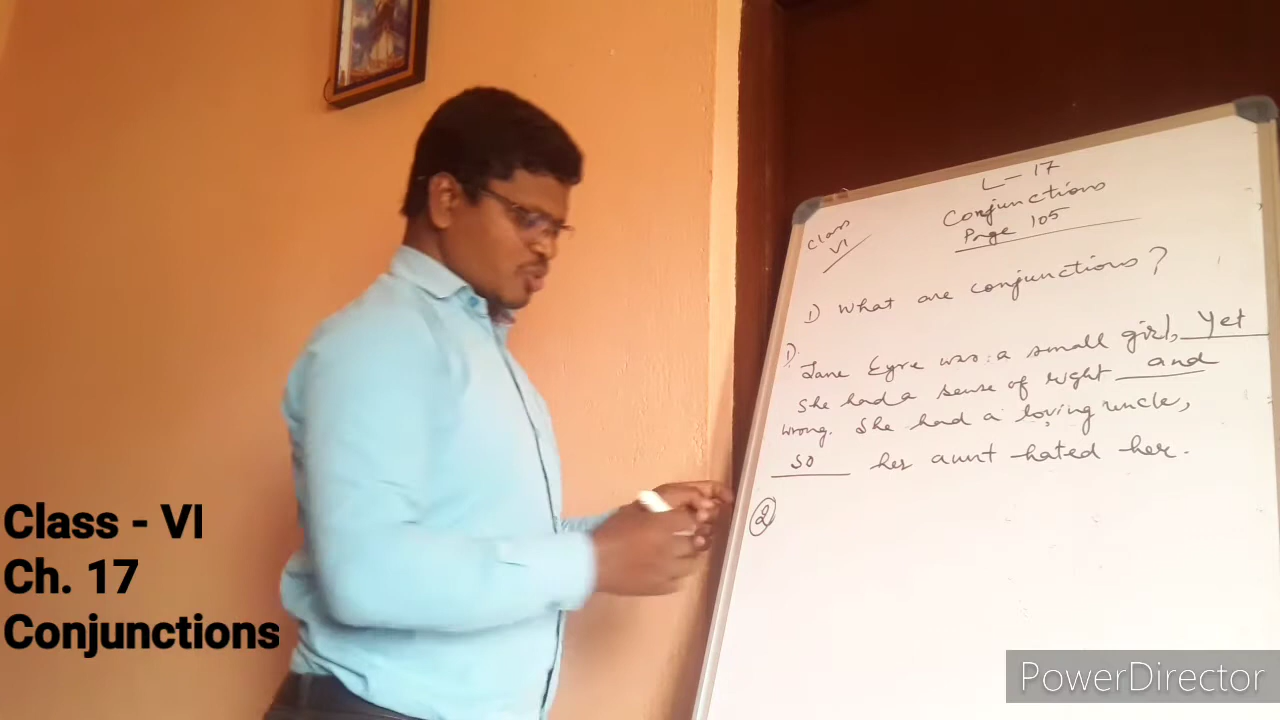 L - 17
Conjunctions
Page 105
Class
VI
1) What are conjunctions?
1). Jane Eyre was a small girl, Yet
she had a sense of right and
wrong. She had a loving uncle,
so her aunt hated her.
2
Class - VI
Ch. 17
Conjunctions
PowerDirector